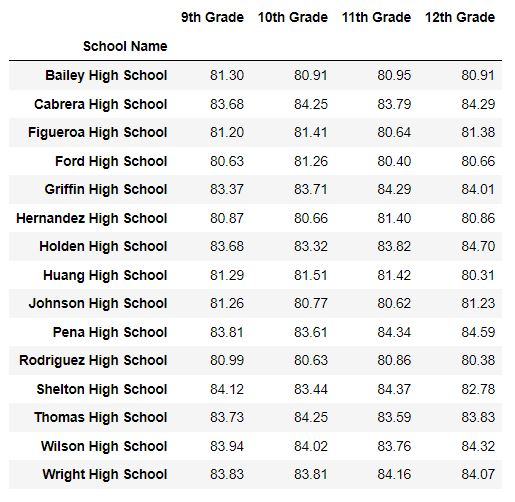 9th Grade 10th Grade 11th Grade 12th Grade
School Name
Bailey High School 81.30 80.91 80.95 80.91
Cabrera High School 83.68 84.25 83.79 84.29
Figueroa High School 81.20 81.41 80.64 81.38
Ford High School 80.63 81.26 80.40 80.66
Griffin High School 83.37 83.71 84.29 84.01
Hernandez High School 80.87 80.66 81.40 80.86
Holden High School 83.68 83.32 83.82 84.70
Huang High School 81.29 81.51 81.42 80.31
Johnson High School 81.26 80.77 80.62 81.23
Pena High School 83.81 83.61 84.34 84.59
Rodriguez High School 80.99 80.63 80.86 80.38
Shelton High School 84.12 83.44 84.37 82.78
Thomas High School 83.73 84.25 83.59 83.83
Wilson High School 83.94 84.02 83.76 84.32
Wright High School 83.83 83.81 84.16 84.07